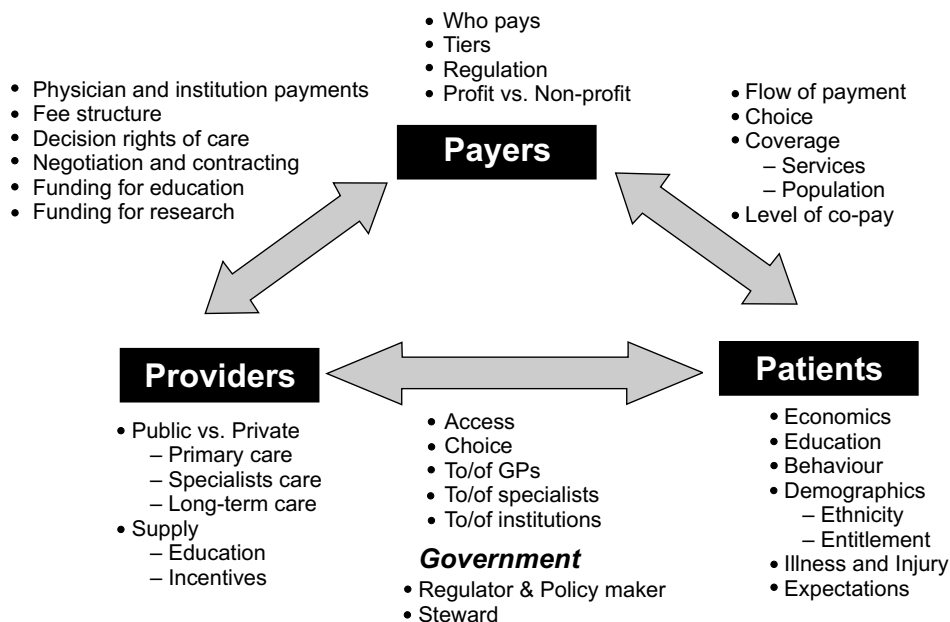 • Who pays
• Tiers
• Regulation
• Profit vs. Non-profit
Payers
• Physician and institution payments
• Fee structure
• Decision rights of care
• Negotiation and contracting
• Funding for education
• Funding for research
• Flow of payment
• Choice
• Coverage
– Services
– Population
• Level of co-pay
Providers
• Public vs. Private
– Primary care
– Specialists care
– Long-term care
• Supply
– Education
– Incentives
• Access
• Choice
• To/of GPs
• To/of specialists
• To/of institutions
Government
• Regulator & Policy maker
• Steward
Patients
• Economics
• Education
• Behaviour
• Demographics
– Ethnicity
– Entitlement
• Illness and Injury
• Expectations